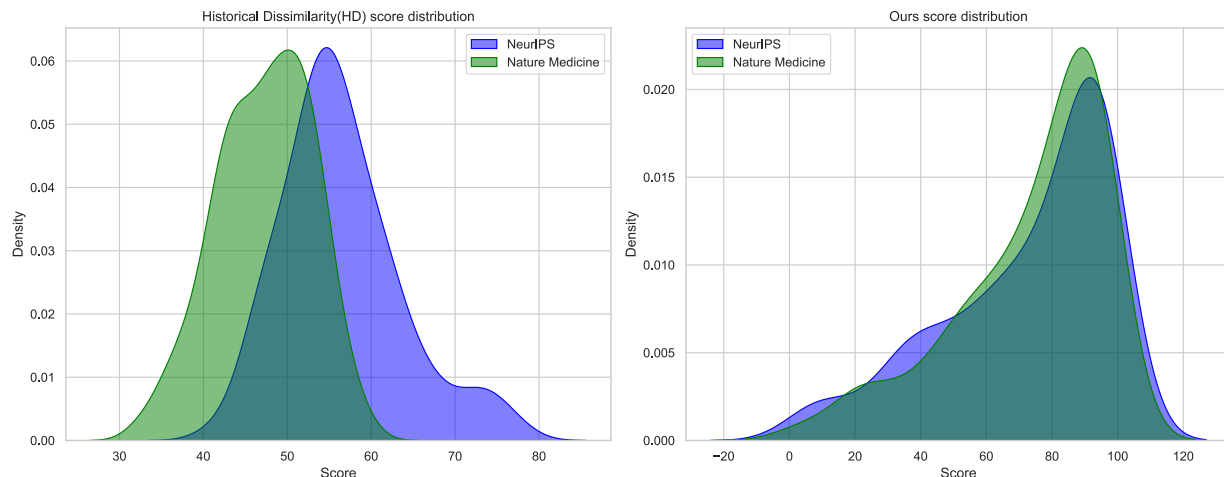 Historical Dissimilarity(HD) score distribution
NeurIPS
Nature Medicine
0.06
0.05
0.04
0.03
0.02
0.01
0.00
Density
30 40 50 60 70 80
Score
Ours score distribution
NeurIPS
Nature Medicine
0.020
0.015
0.010
0.005
0.000
Density
−20 0 20 40 60 80 100 120
Score